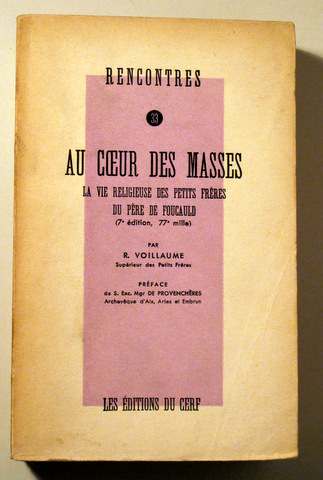 RENCONTRES
33
AU CŒUR DES MASSES
LA VIE RELIGIEUSE DES PETITS FRÈRES
DU PÈRE DE FOUCAULD
(7e édition, 77e mille)
PAR
R. VOILLAUME
Supérieur des Petits Frères
PRÉFACE
de S. Exc. Mgr DE PROVENCHÈRES
Archevêque d'Aix, Arles et Embrun
LES ÉDITIONS DU CERF